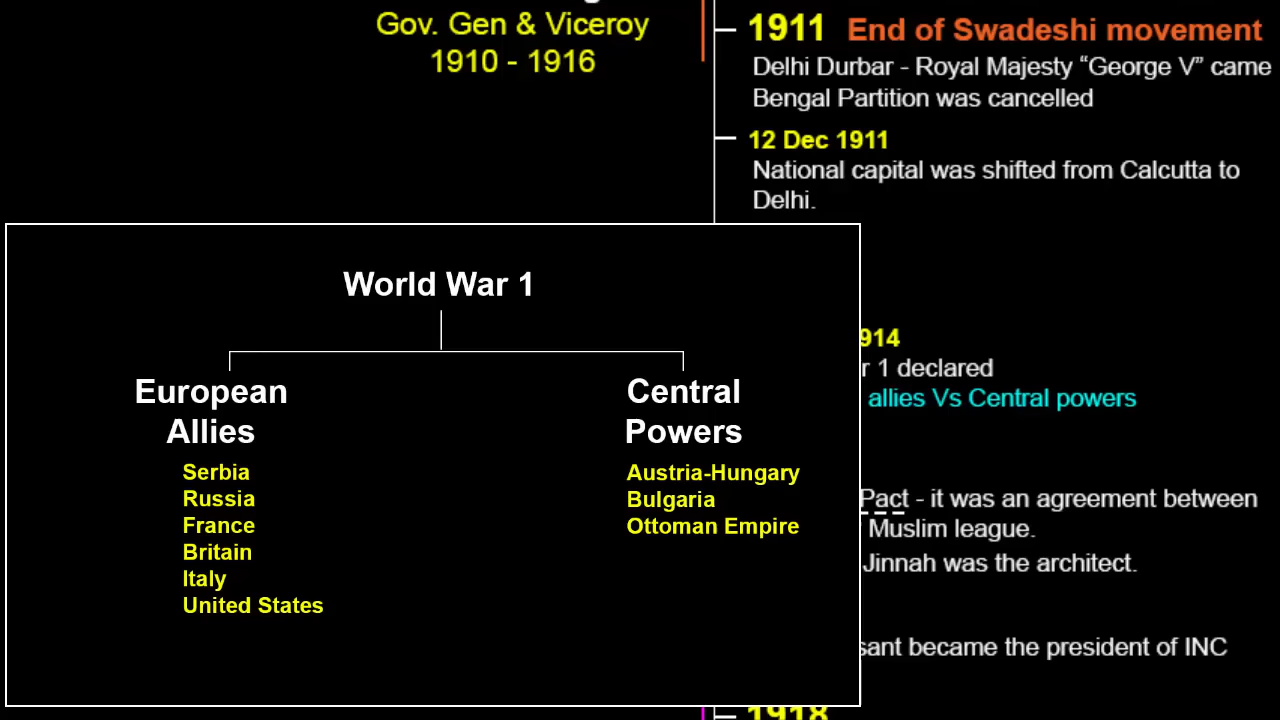 Gov. Gen & Viceroy
1910 - 1916
1911 End of Swadeshi movement
Delhi Durbar - Royal Majesty “George V” came
Bengal Partition was cancelled
12 Dec 1911
National capital was shifted from Calcutta to
Delhi.
World War 1
European
Allies
Serbia
Russia
France
Britain
Italy
United States
Central
Powers
Austria-Hungary
Bulgaria
Ottoman Empire
914
r 1 declared
allies Vs Central powers
Pact - it was an agreement between
Muslim league.
Jinnah was the architect.
sant became the president of INC
1918